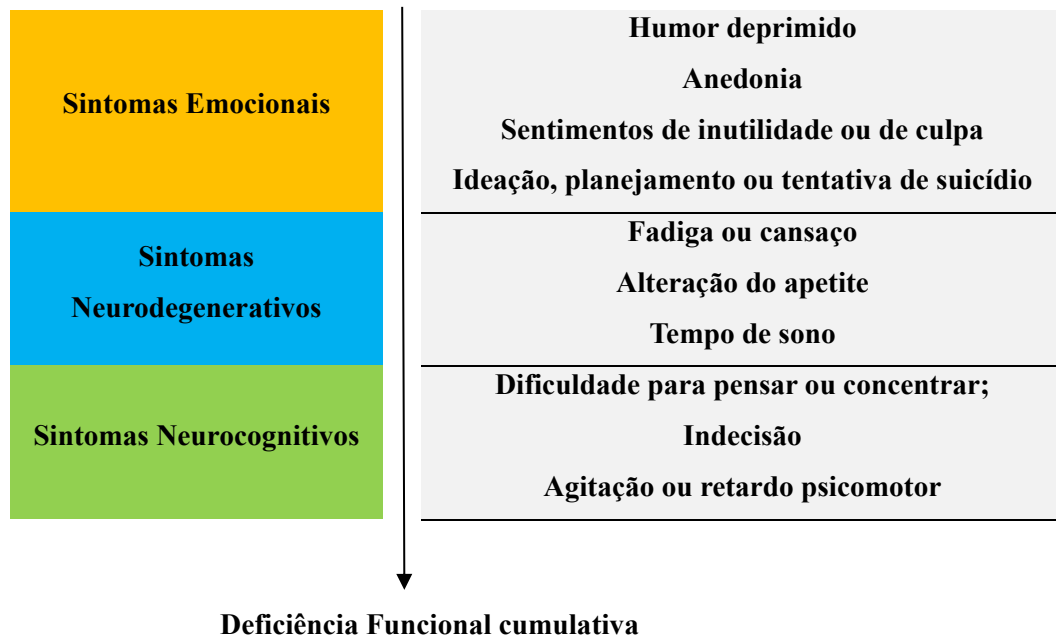 Sintomas Emocionais
Humor deprimido
Anedonia
Sentimentos de inutilidade ou de culpa
Ideação, planejamento ou tentativa de suicídio
Sintomas
Neurodegenerativos
Fadiga ou cansaço
Alteração do apetite
Tempo de sono
Sintomas Neurocognitivos
Dificuldade para pensar ou concentrar;
Indecisão
Agitação ou retardo psicomotor
Deficiência Funcional cumulativa